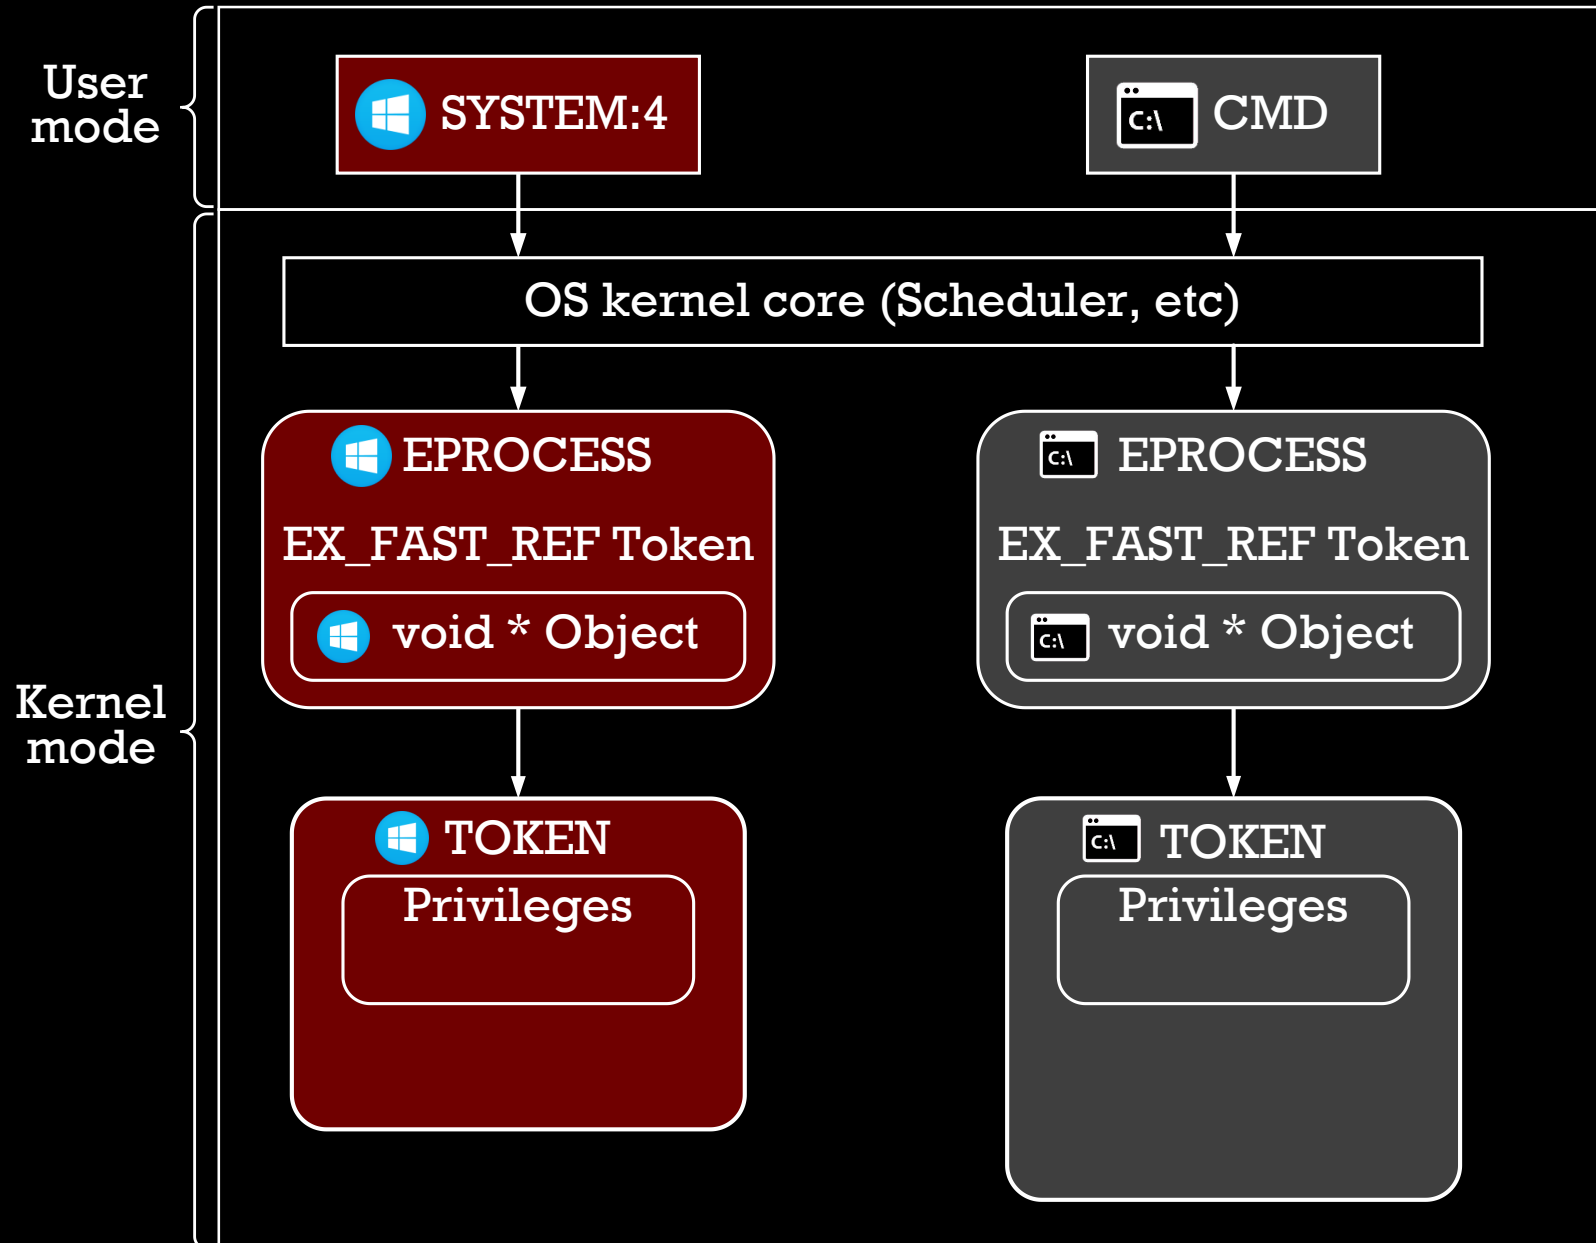 User
mode
SYSTEM:4
C:\ CMD
OS kernel core (Scheduler, etc)
Kernel
mode
EPROCESS
EX_FAST_REF Token
void * Object
TOKEN
Privileges
C:\ EPROCESS
EX_FAST_REF Token
C:\ void * Object
C:\ TOKEN
Privileges